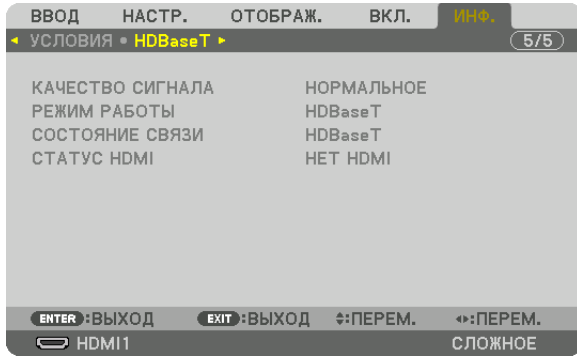 ВВОД НАСТР. ОТОБРАЖ. ВКЛ. ИНФ.
УСЛОВИЯ • HDBaseT 5/5
КАЧЕСТВО СИГНАЛА НОРМАЛЬНОЕ
РЕЖИМ РАБОТЫ HDBaseT
СОСТОЯНИЕ СВЯЗИ HDBaseT
СТАТУС HDMI НЕТ HDMI
ENTER :ВЫХОД EXIT :ВЫХОД :ПЕРЕМ. :ПЕРЕМ.
HDMI1 СЛОЖНОЕ